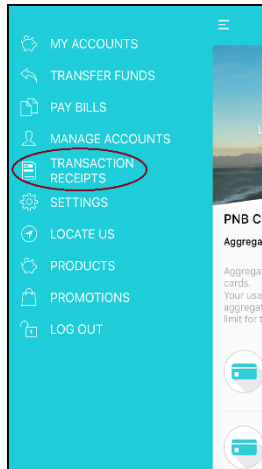 MY ACCOUNTS
TRANSFER FUNDS
PAY BILLS
MANAGE ACCOUNTS
TRANSACTION
RECEIPTS
SETTINGS
LOCATE US
PRODUCTS
PROMOTIONS
LOG OUT
PNB C
Aggrega
Aggregat
cards.
Your usa
aggregat
limit for t